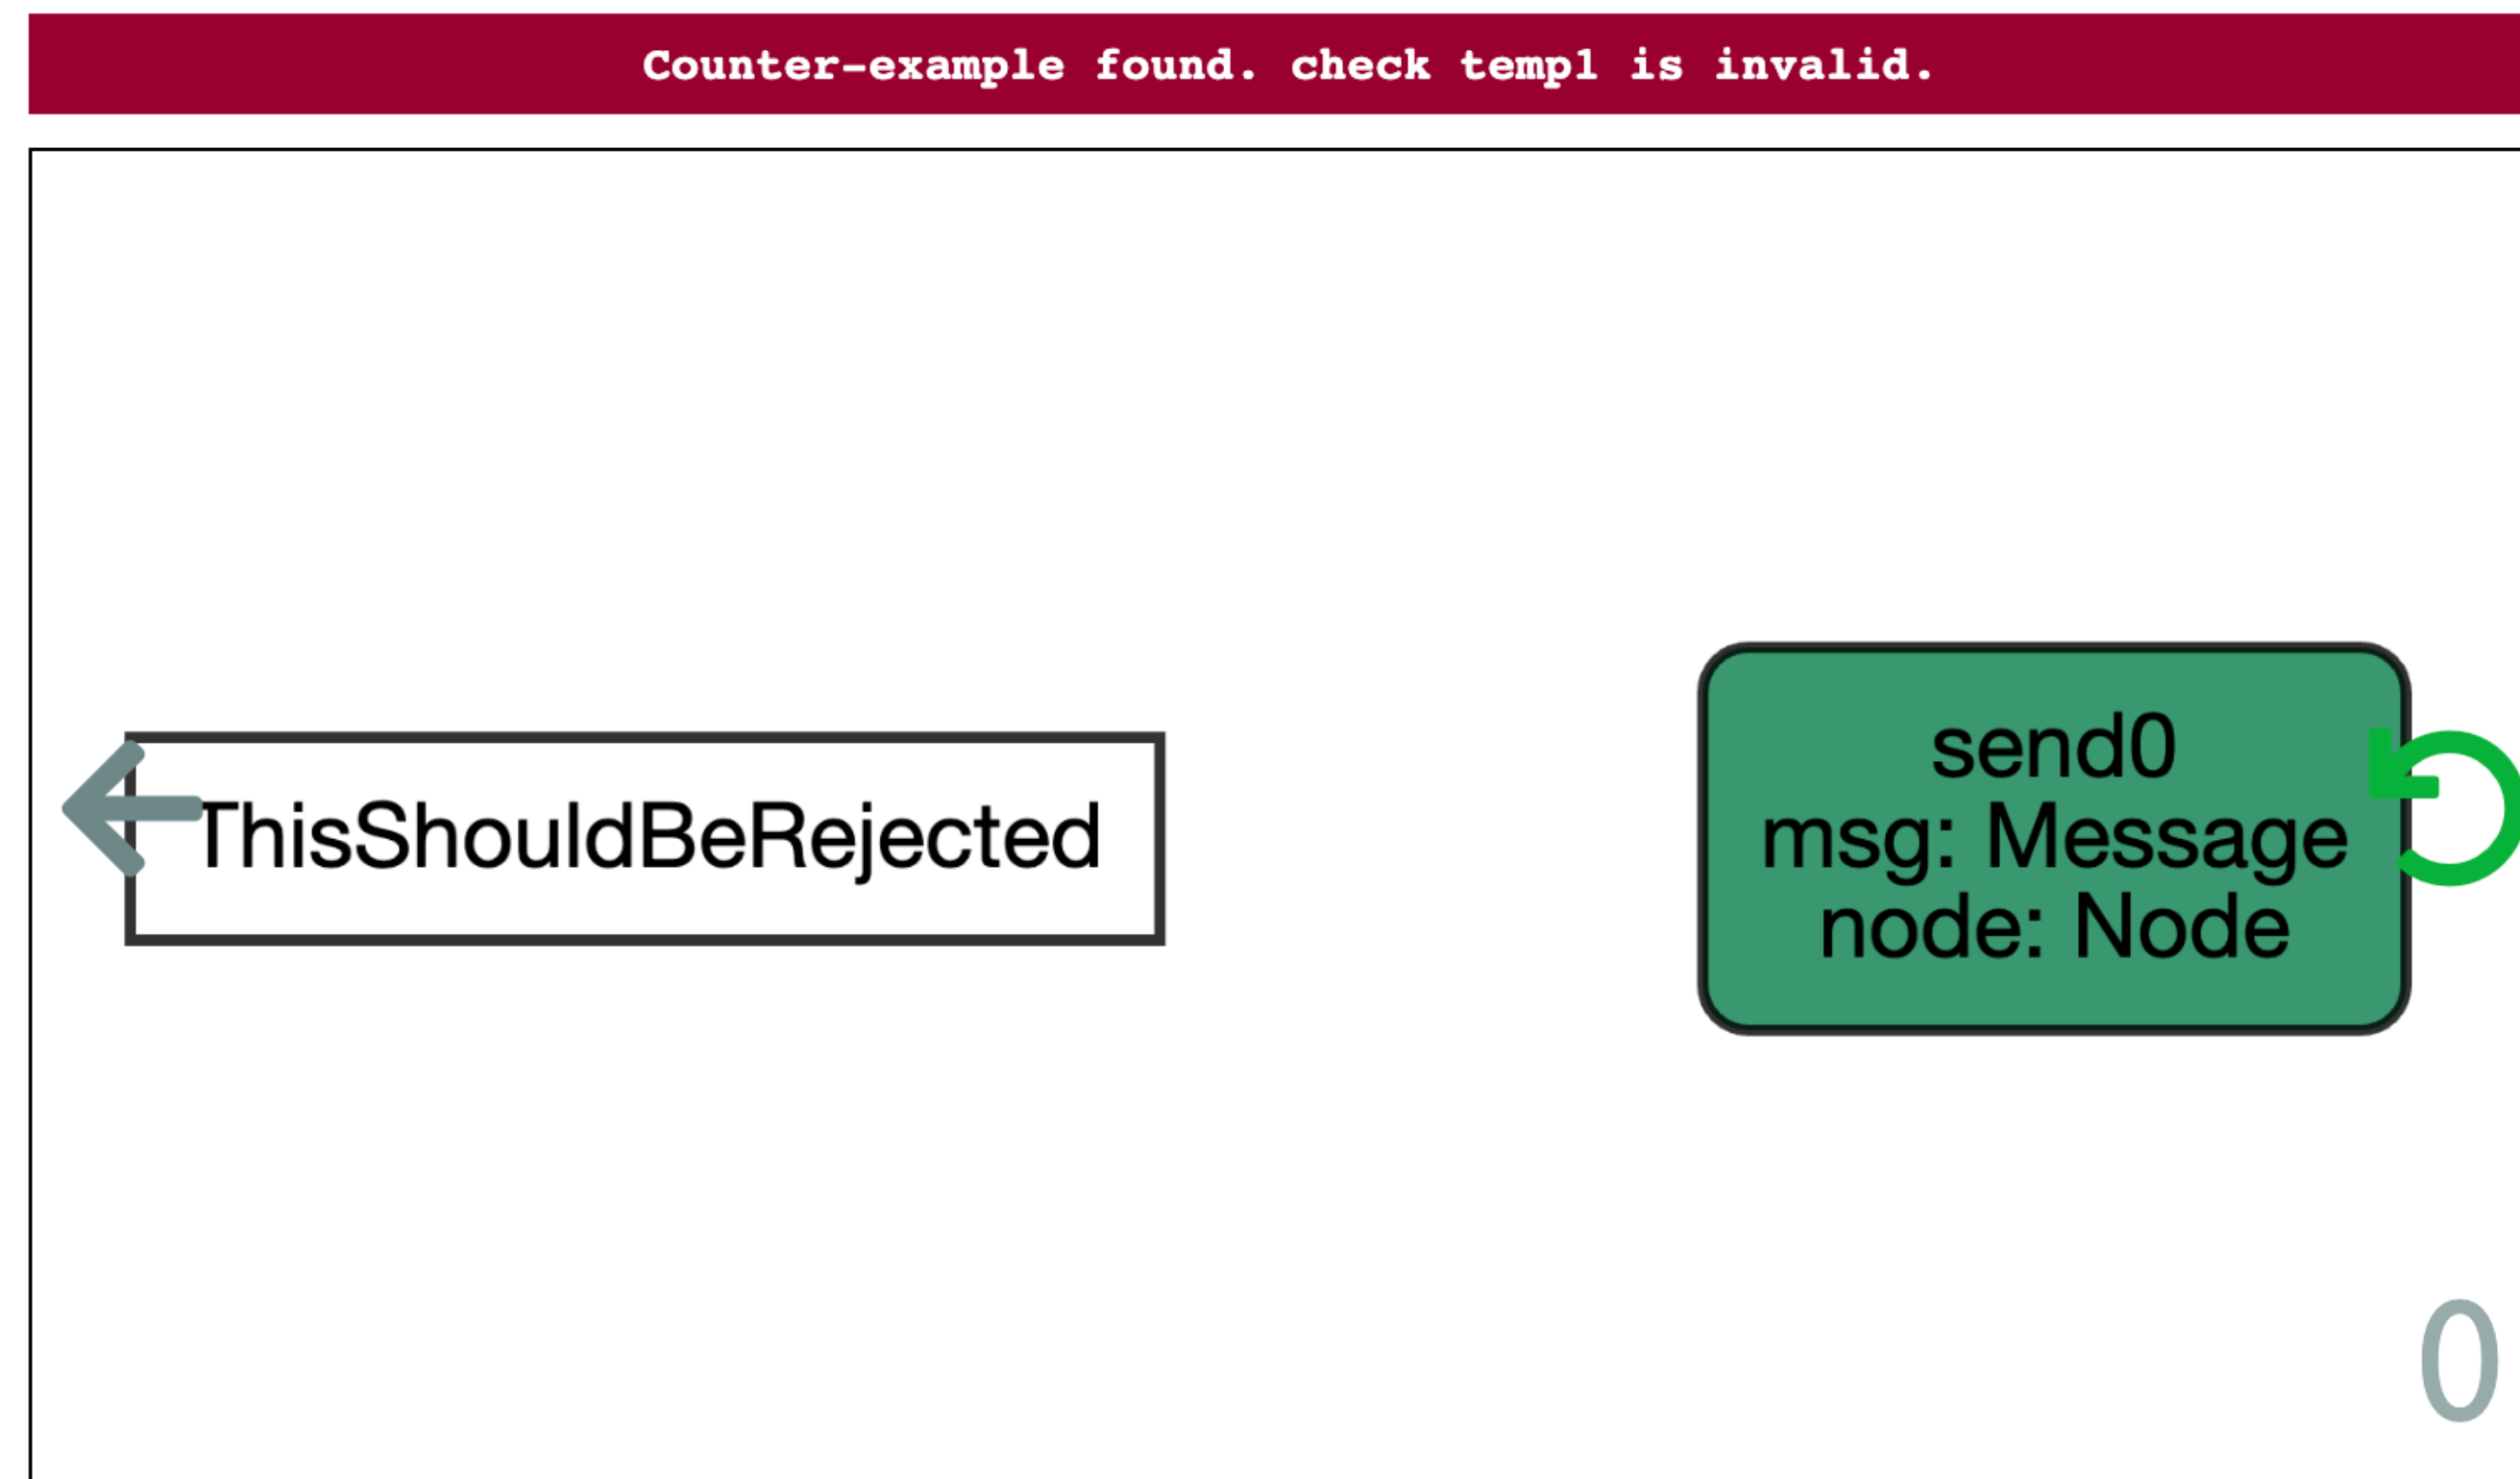 Counter-example found. check temp1 is invalid.
ThisShouldBeRejected
send0
msg: Message
node: Node
0